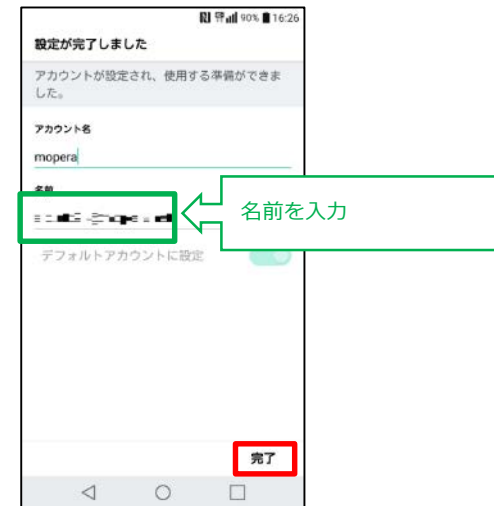 90% 16:26
設定が完了しました
アカウントが設定され、使用する準備ができま
した。
アカウント名
mopera
名前
名前を入力
デフォルトアカウントに設定
完了